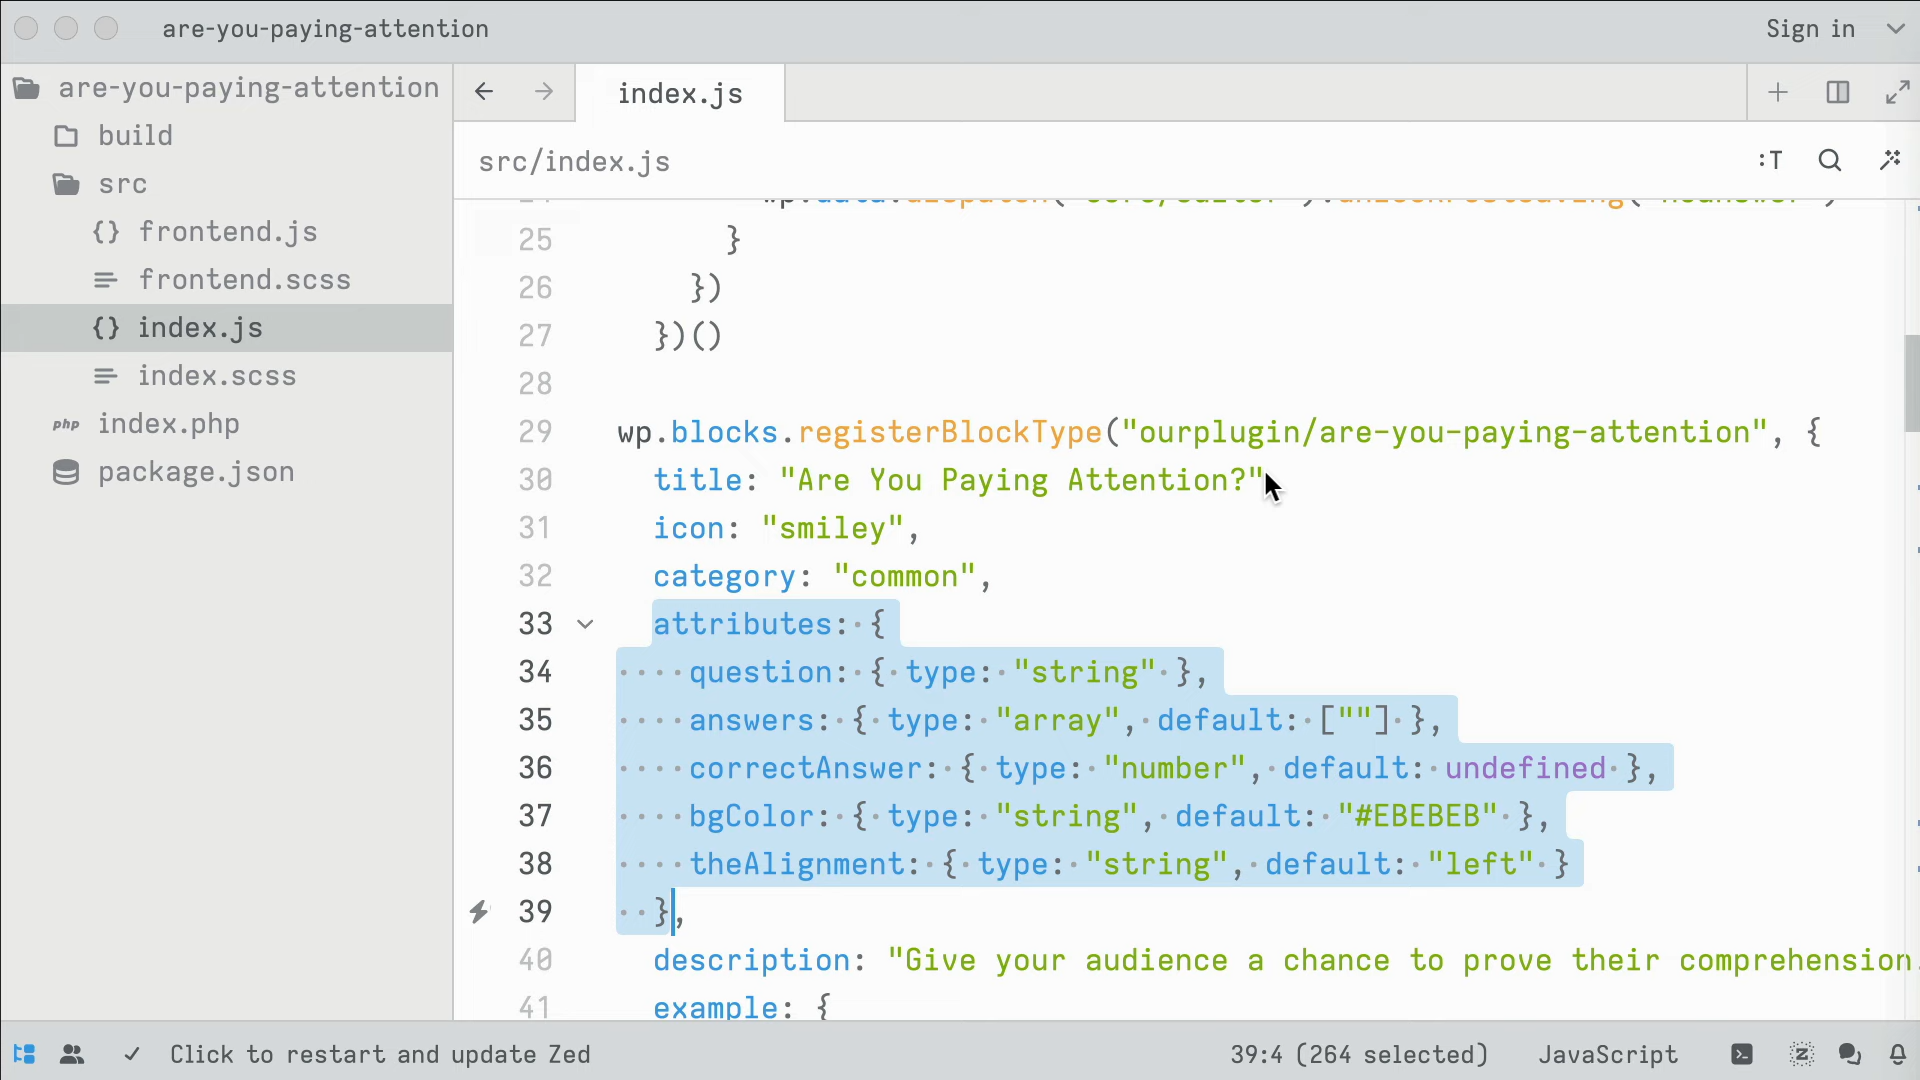 are-you-paying-attention
Sign in
are-you-paying-attention
build
src
{} frontend.js
frontend.scss
{} index.js
index.scss
php index.php
package.json
index.js
src/index.js
:T
25 }
26 })
27 })()
28
29 wp.blocks.registerBlockType("ourplugin/are-you-paying-attention", {
30 title: "Are You Paying Attention?"
31 icon: "smiley",
32 category: "common",
33 attributes: {
34 question: { type: "string" },
35 answers: { type: "array", default: [""] },
36 correctAnswer: { type: "number", default: undefined },
37 bgColor: { type: "string", default: "#EBEBEB" },
38 theAlignment: { type: "string", default: "left" }
39 },
40 description: "Give your audience a chance to prove their comprehension.
41 example: {
Click to restart and update Zed
39:4 (264 selected)
JavaScript